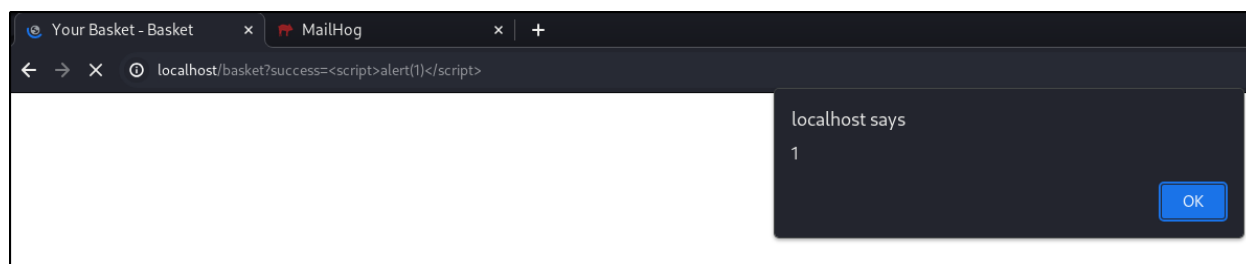 Your Basket - Basket × MailHog × +
localhost/basket?success=<script>alert(1)</script>
localhost says
1
OK